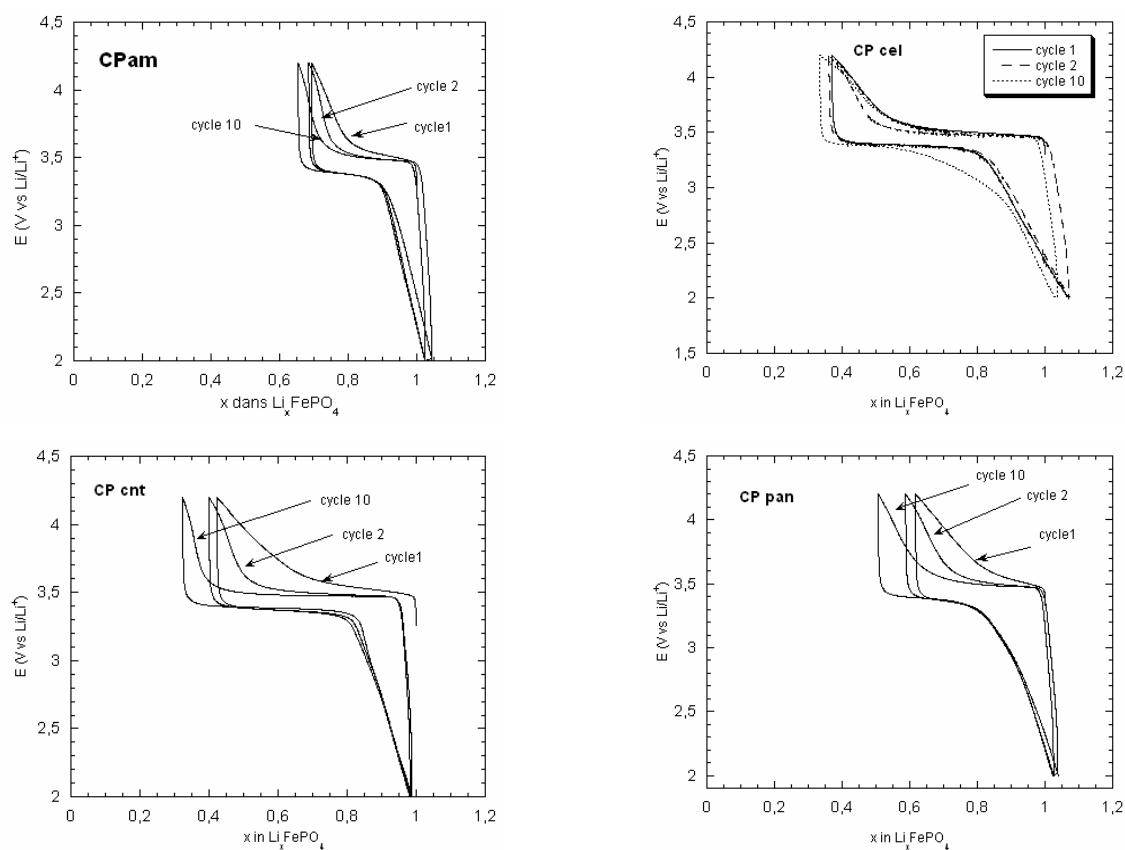 4,5
CPam
cycle 2
4
cycle 10
cycle1
3,5
E (V vs Li/Li+)
3
2,5
2
0
0,2
0,4
0,6
0,8
1
1,2
x dans LixFePO4
4,5
CP cel
cycle 1
cycle 2
cycle 10
4
3,5
E (V vs Li/Li+)
3
2,5
2
1,5
0
0,2
0,4
0,6
0,8
1
1,2
x in LixFePO4
4,5
CP cnt
cycle 10
4
cycle 2
cycle1
3,5
E (V vs Li/Li+)
3
2,5
2
0
0,2
0,4
0,6
0,8
1
1,2
x in LixFePO4
4,5
CP pan
cycle 10
cycle 2
4
cycle1
3,5
E (V vs Li/Li+)
3
2,5
2
0
0,2
0,4
0,6
0,8
1
1,2
x in LixFePO4